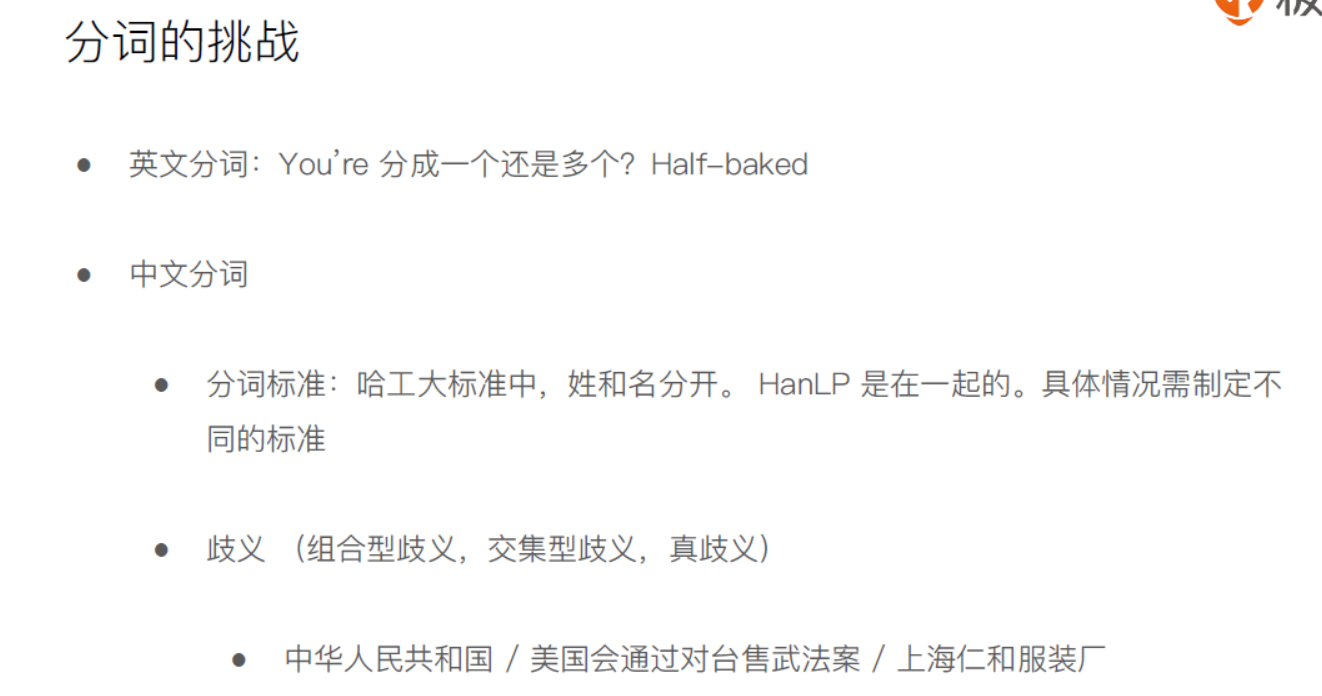 分词的挑战
● 英文分词：You're 分成一个还是多个？Half-baked
● 中文分词
● 分词标准：哈工大标准中，姓和名分开。 HanLP 是在一起的。具体情况需制定不
同的标准
● 歧义 （组合型歧义，交集型歧义，真歧义）
● 中华人民共和国 / 美国会通过对台售武法案 / 上海仁和服装厂